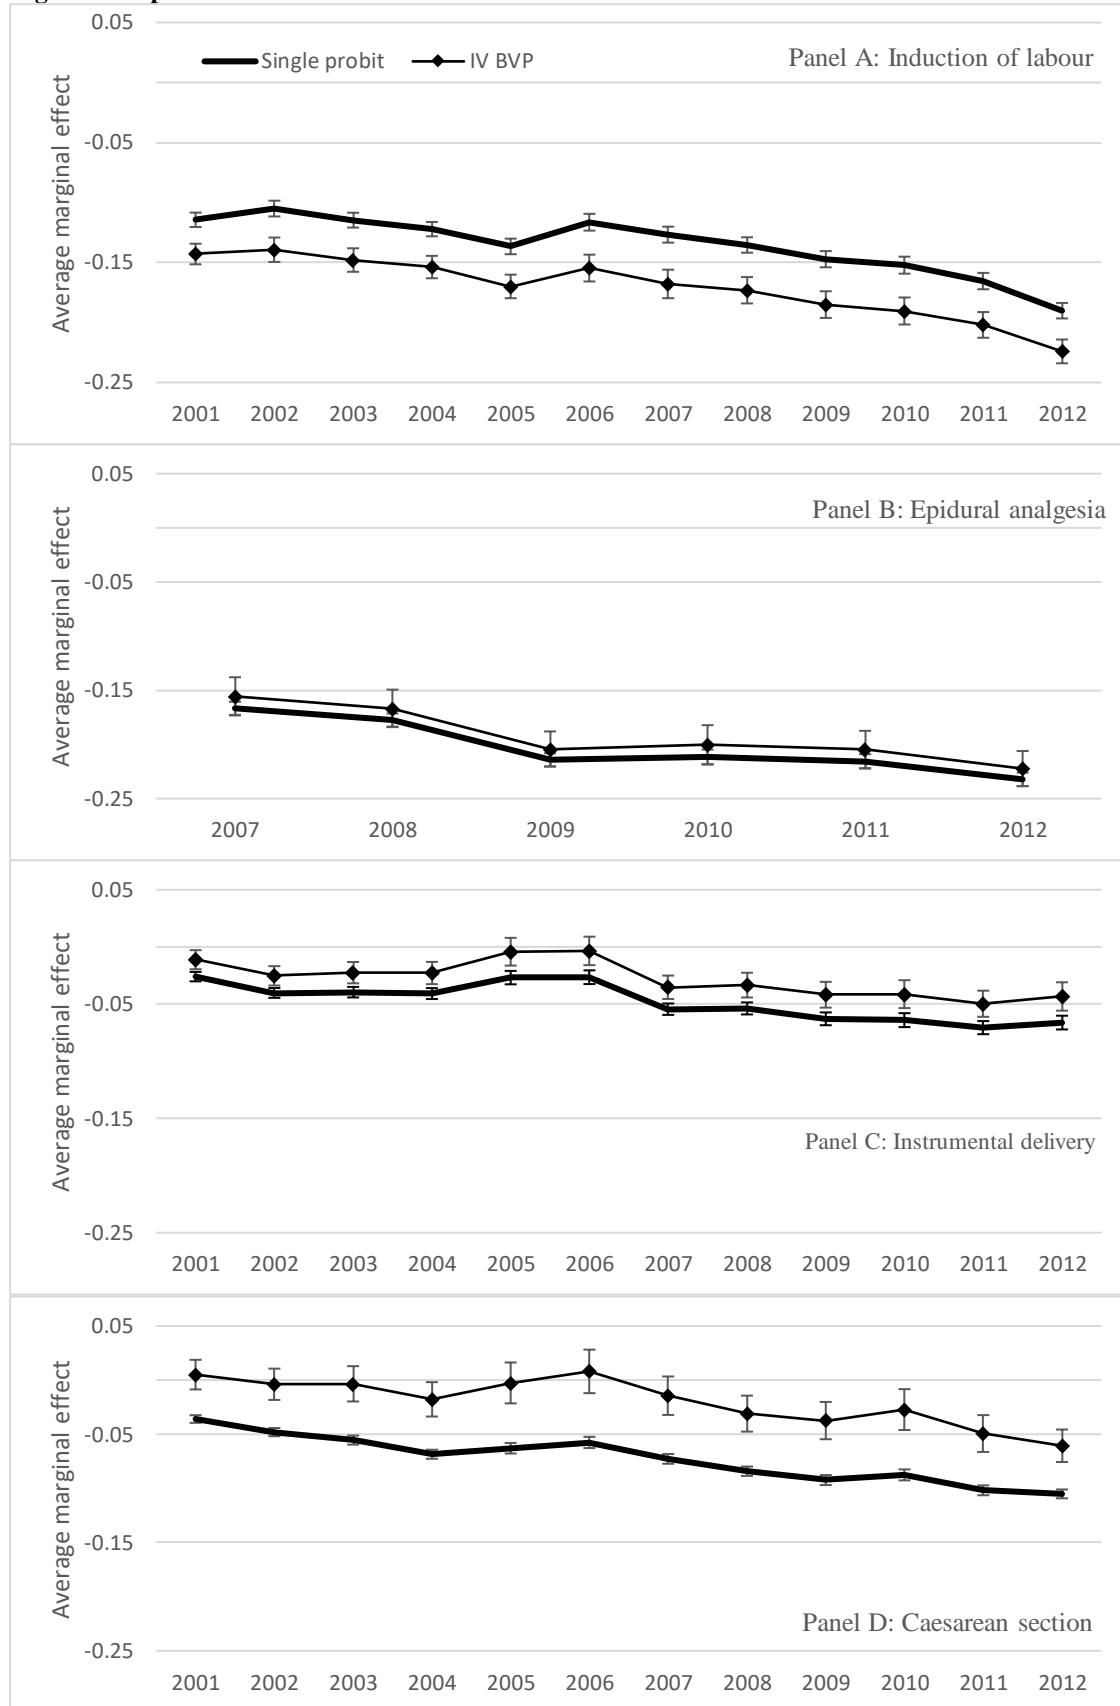 0.05
Single probit IV BVP Panel A: Induction of labour
-0.05
-0.15
-0.25
Average marginal effect
2001 2002 2003 2004 2005 2006 2007 2008 2009 2010 2011 2012
0.05
Panel B: Epidural analgesia
-0.05
-0.15
-0.25
Average marginal effect
2007 2008 2009 2010 2011 2012
0.05
-0.05
-0.15
Panel C: Instrumental delivery
-0.25
Average marginal effect
2001 2002 2003 2004 2005 2006 2007 2008 2009 2010 2011 2012
0.05
-0.05
-0.15
Panel D: Caesarean section
-0.25
Average marginal effect
2001 2002 2003 2004 2005 2006 2007 2008 2009 2010 2011 2012